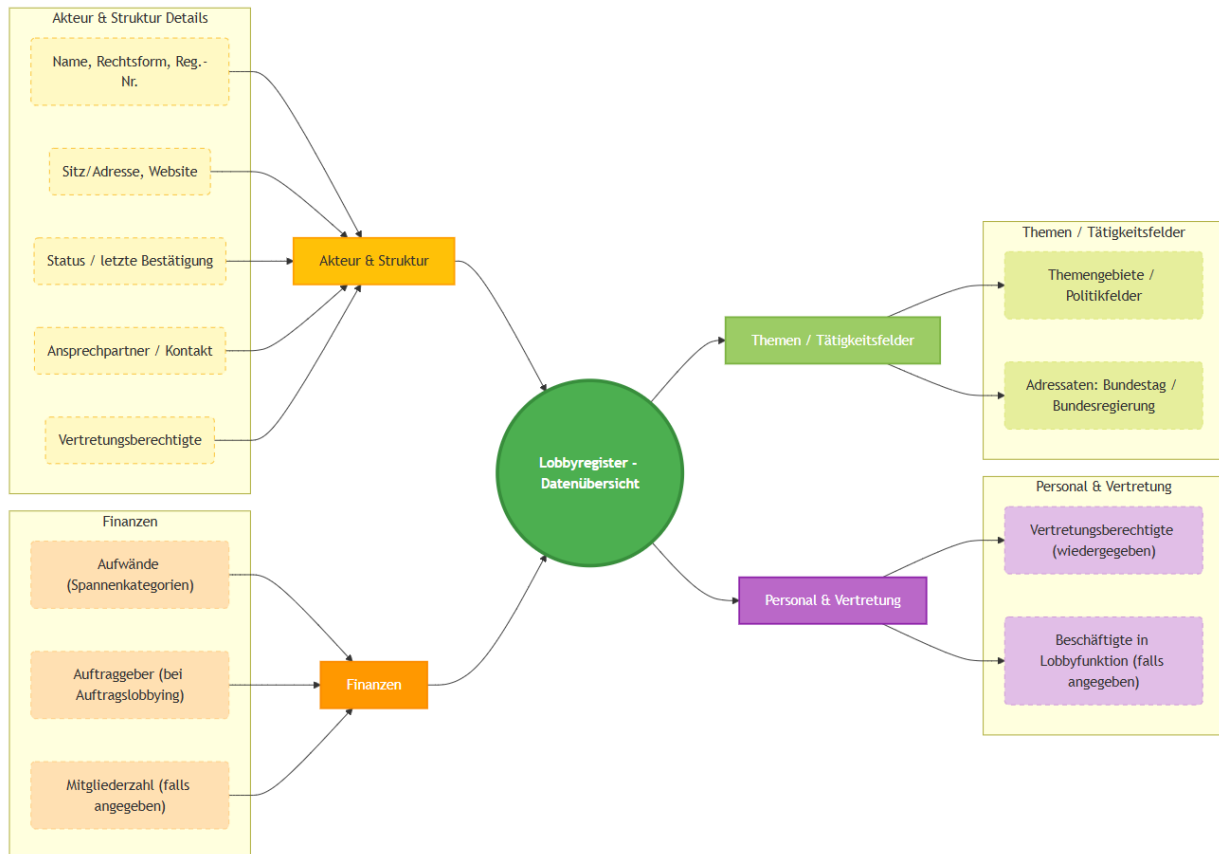 Akteur & Struktur Details
Name, Rechtsform, Reg.-
Nr.
Sitz/Adresse, Website
Status / letzte Bestätigung
Ansprechpartner / Kontakt
Vertretungsberechtigte
Akteur & Struktur
Finanzen
Aufwände
(Spannenkategorien)
Auftraggeber (bei
Auftragslobbying)
Mitgliederzahl (falls
angegeben)
Finanzen
Lobbyregister -
Datenübersicht
Themen / Tätigkeitsfelder
Themen / Tätigkeitsfelder
Themengebiete /
Politikfelder
Adressaten: Bundestag /
Bundesregierung
Personal & Vertretung
Personal & Vertretung
Vertretungsberechtigte
(wiedergegeben)
Beschäftigte in
Lobbyfunktion (falls
angegeben)